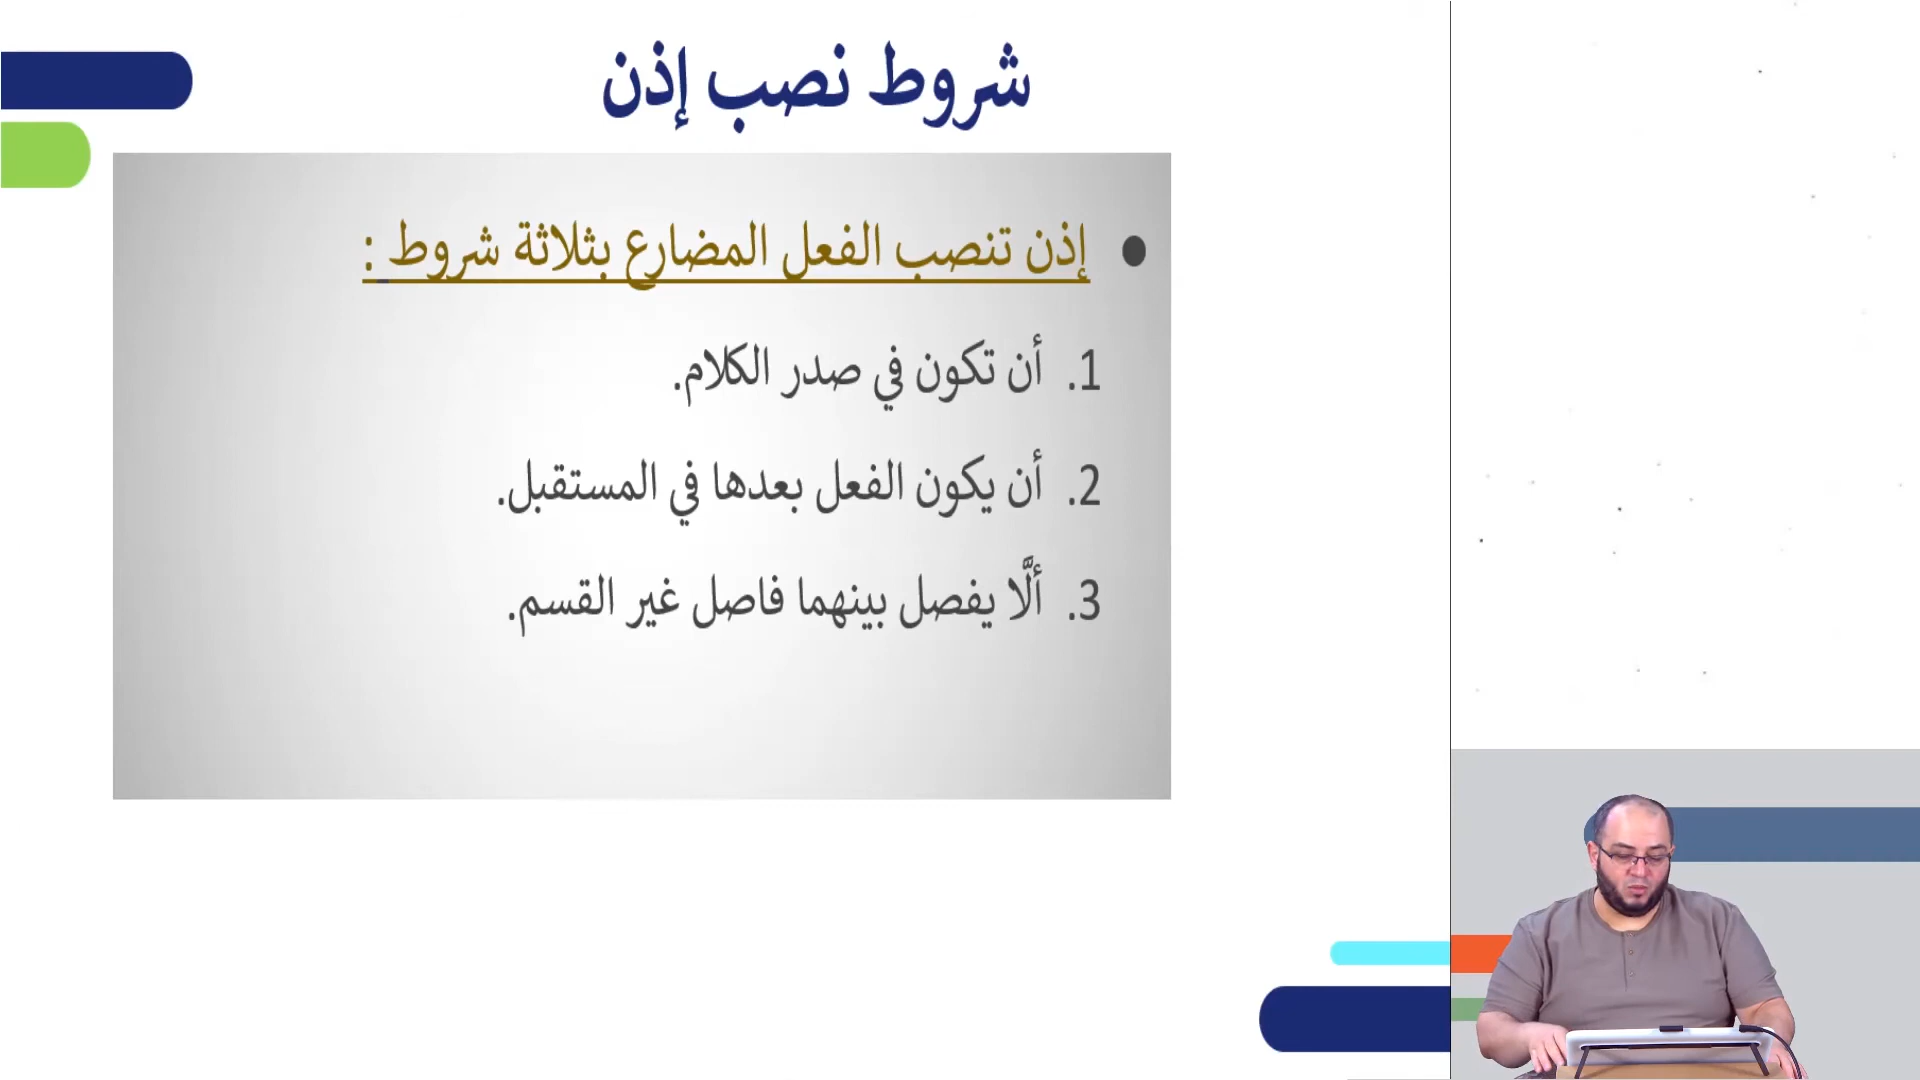 شروط نصب إذن
• إذن تنصب الفعل المضارع بثلاثة شروط :
1. أن تكون في صدر الكلام.
2. أن يكون الفعل بعدها في المستقبل.
3. ألَّا يفصل بينهما فاصل غير القسم.